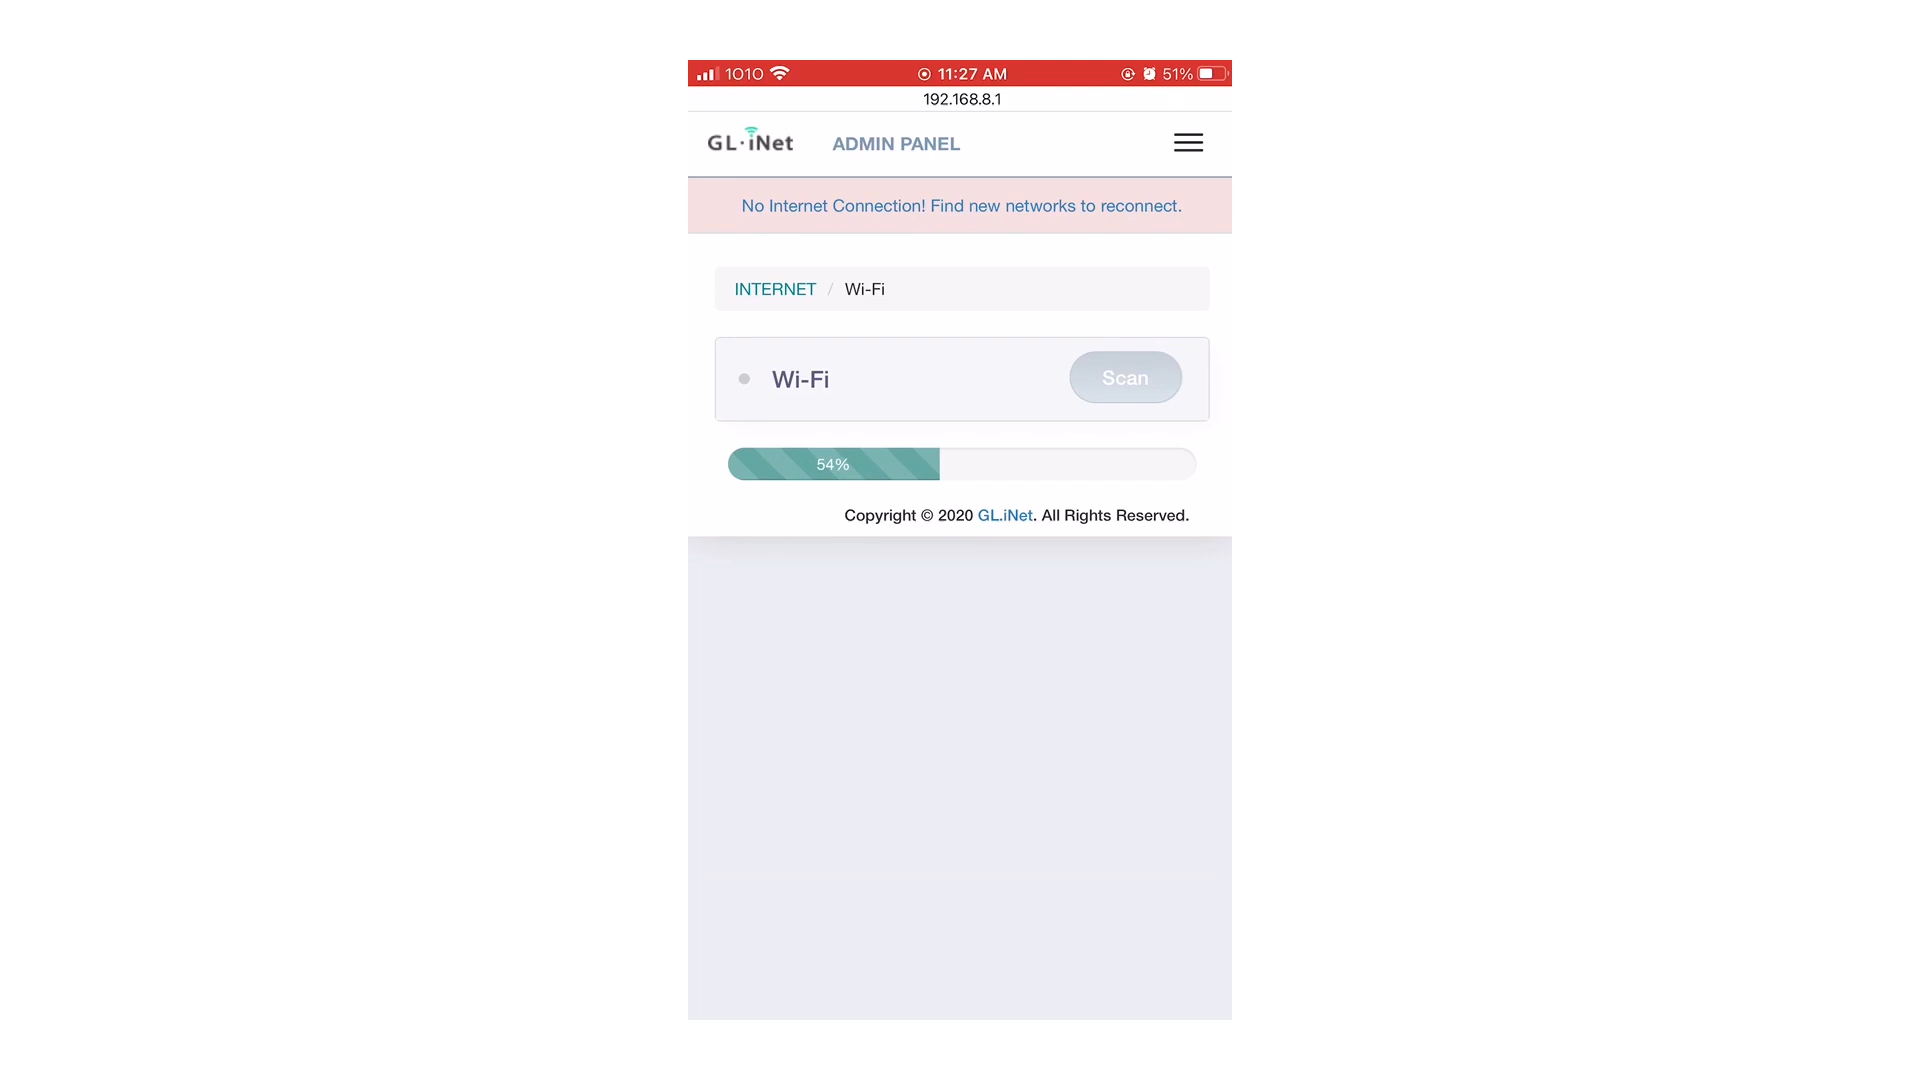 1O1O 11:27 AM 51%
192.168.8.1
GL·iNet ADMIN PANEL
No Internet Connection! Find new networks to reconnect.
INTERNET / Wi-Fi
Wi-Fi Scan
54%
Copyright © 2020 GL.iNet. All Rights Reserved.